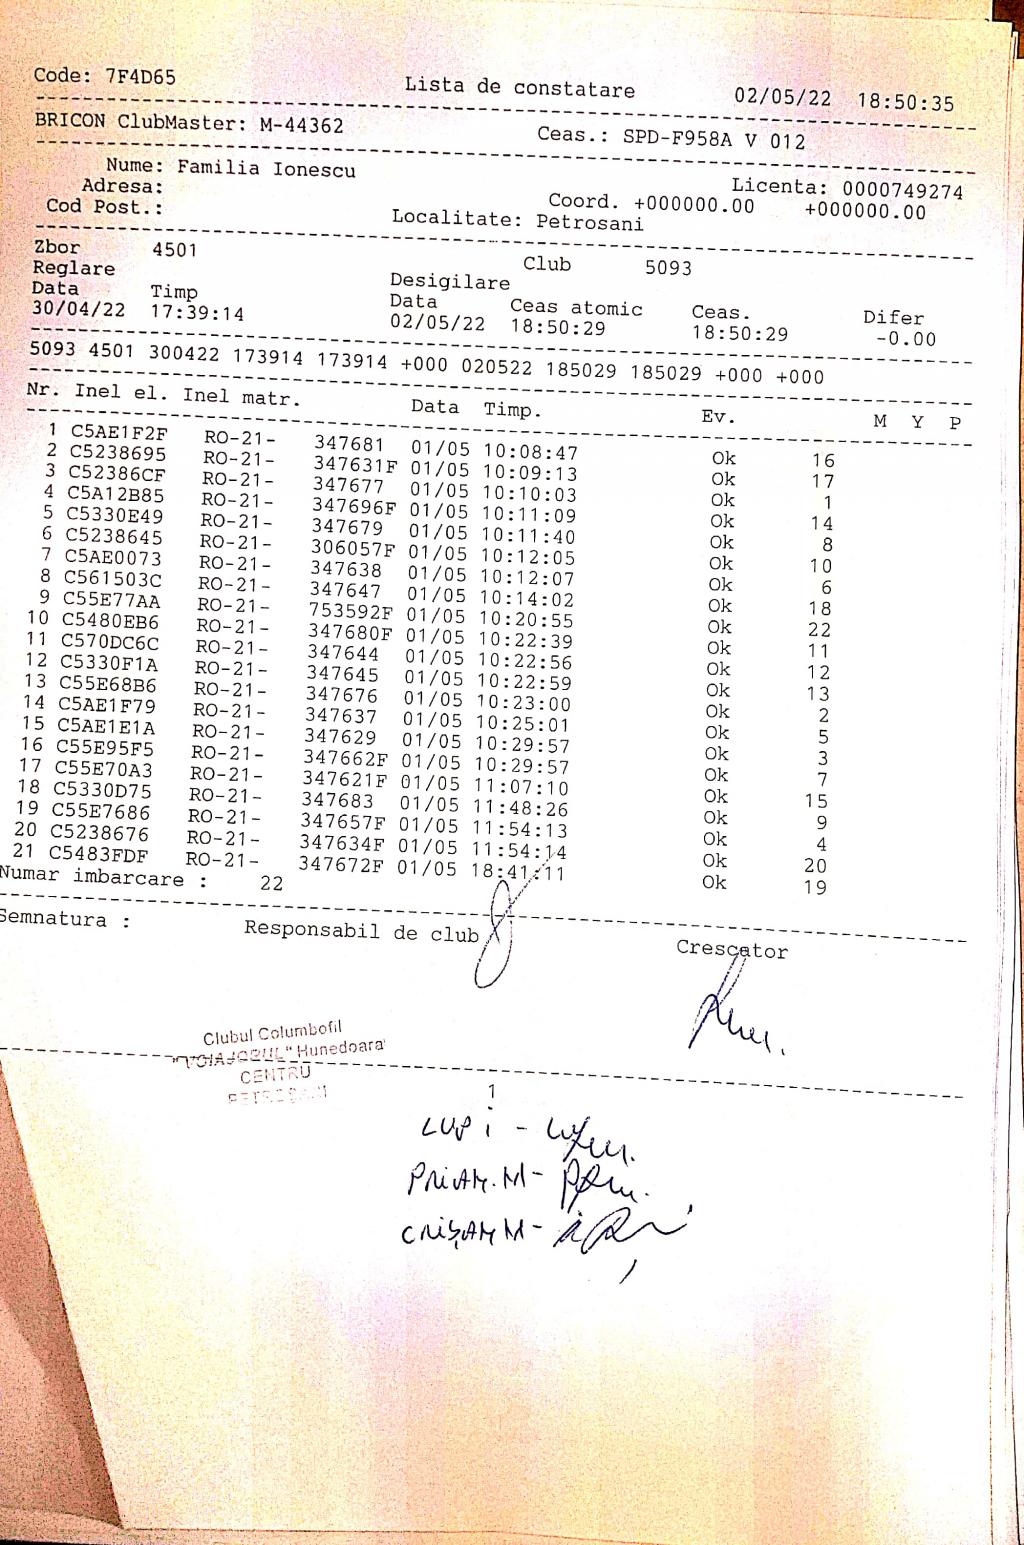 Code: 7F4D65 Lista de constatare 02/05/22 18:50:35
BRICON ClubMaster: M-44362 Ceas.: SPD-F958A V 012
Nume: Familia Ionescu Licenta: 0000749274
Adresa: Coord. +000000.00 +000000.00
Cod Post.: Localitate: Petrosani
Zbor 4501 Club 5093
Reglare Desigilare
Data Timp Data Ceas atomic Ceas. Difer
30/04/22 17:39:14 02/05/22 18:50:29 18:50:29 -0.00
5093 4501 300422 173914 173914 +000 020522 185029 185029 +000 +000
Nr. Inel el. Inel matr. Data Timp. Ev. M Y P
1 C5AE1F2F RO-21- 347681 01/05 10:08:47 Ok 16
2 C5238695 RO-21- 347631F 01/05 10:09:13 Ok 17
3 C52386CF RO-21- 347677 01/05 10:10:03 Ok 1
4 C5A12B85 RO-21- 347696F 01/05 10:11:09 Ok 14
5 C5330E49 RO-21- 347679 01/05 10:11:40 Ok 8
6 C5238645 RO-21- 306057F 01/05 10:12:05 Ok 10
7 C5AE0073 RO-21- 347638 01/05 10:12:07 Ok 6
8 C561503C RO-21- 347647 01/05 10:14:02 Ok 18
9 C55E77AA RO-21- 753592F 01/05 10:20:55 Ok 22
10 C5480EB6 RO-21- 347680F 01/05 10:22:39 Ok 11
11 C570DC6C RO-21- 347644 01/05 10:22:56 Ok 12
12 C5330F1A RO-21- 347645 01/05 10:22:59 Ok 13
13 C55E68B6 RO-21- 347676 01/05 10:23:00 Ok 2
14 C5AE1F79 RO-21- 347637 01/05 10:25:01 Ok 5
15 C5AE1E1A RO-21- 347629 01/05 10:29:57 Ok 3
16 C55E95F5 RO-21- 347662F 01/05 10:29:57 Ok 7
17 C55E70A3 RO-21- 347621F 01/05 11:07:10 Ok 15
18 C5330D75 RO-21- 347683 01/05 11:48:26 Ok 9
19 C55E7686 RO-21- 347657F 01/05 11:54:13 Ok 4
20 C5238676 RO-21- 347634F 01/05 11:54:14 Ok 20
21 C5483FDF RO-21- 347672F 01/05 18:41:11 Ok 19
Numar imbarcare : 22
Semnatura : Responsabil de club Crescator
Clubul Columbofil
"VOIAJORUL" Hunedoara
CENTRU
PETROSANI
1
LUP i -
PRIAM.M-
CRIȘAM M-